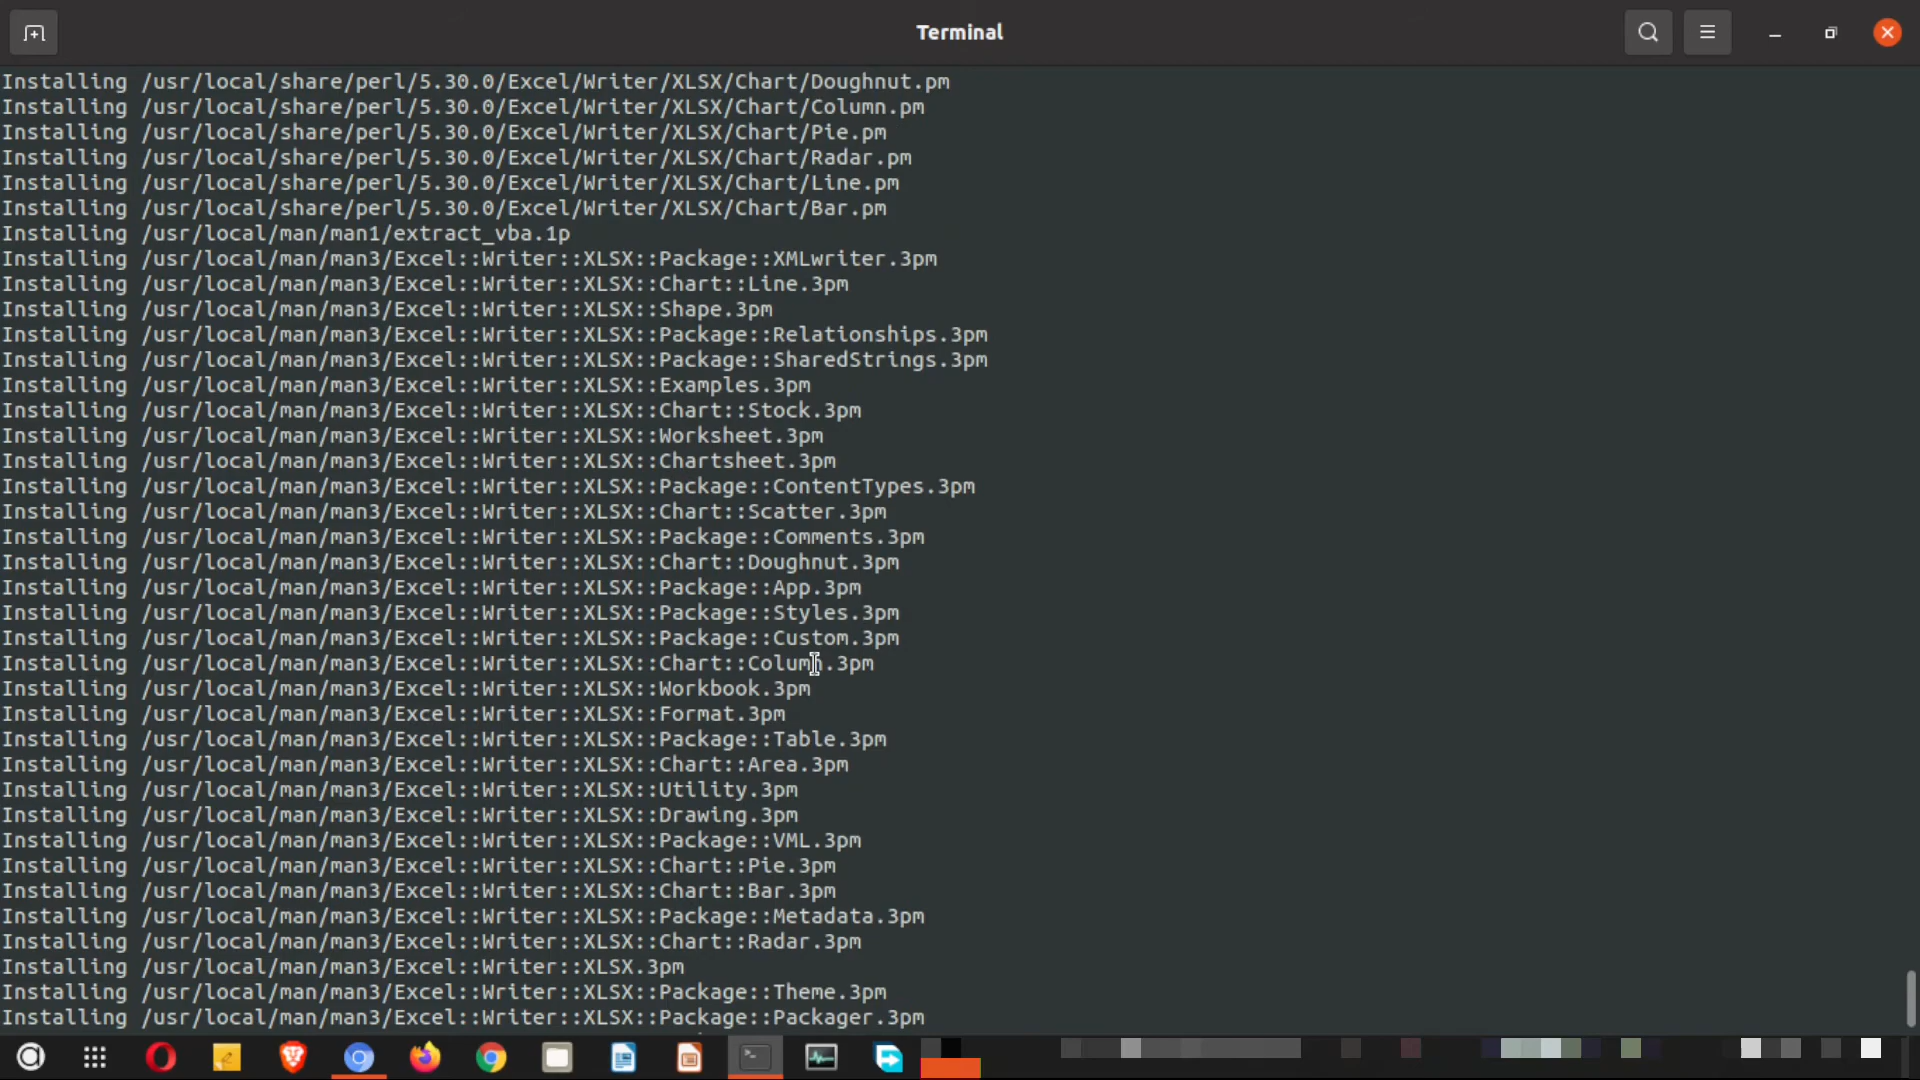 Terminal
Installing /usr/local/share/perl/5.30.0/Excel/Writer/XLSX/Chart/Doughnut.pm
Installing /usr/local/share/perl/5.30.0/Excel/Writer/XLSX/Chart/Column.pm
Installing /usr/local/share/perl/5.30.0/Excel/Writer/XLSX/Chart/Pie.pm
Installing /usr/local/share/perl/5.30.0/Excel/Writer/XLSX/Chart/Radar.pm
Installing /usr/local/share/perl/5.30.0/Excel/Writer/XLSX/Chart/Line.pm
Installing /usr/local/share/perl/5.30.0/Excel/Writer/XLSX/Chart/Bar.pm
Installing /usr/local/man/man1/extract_vba.1p
Installing /usr/local/man/man3/Excel::Writer::XLSX::Package::XMLwriter.3pm
Installing /usr/local/man/man3/Excel::Writer::XLSX::Chart::Line.3pm
Installing /usr/local/man/man3/Excel::Writer::XLSX::Shape.3pm
Installing /usr/local/man/man3/Excel::Writer::XLSX::Package::Relationships.3pm
Installing /usr/local/man/man3/Excel::Writer::XLSX::Package::SharedStrings.3pm
Installing /usr/local/man/man3/Excel::Writer::XLSX::Examples.3pm
Installing /usr/local/man/man3/Excel::Writer::XLSX::Chart::Stock.3pm
Installing /usr/local/man/man3/Excel::Writer::XLSX::Worksheet.3pm
Installing /usr/local/man/man3/Excel::Writer::XLSX::Chartsheet.3pm
Installing /usr/local/man/man3/Excel::Writer::XLSX::Package::ContentTypes.3pm
Installing /usr/local/man/man3/Excel::Writer::XLSX::Chart::Scatter.3pm
Installing /usr/local/man/man3/Excel::Writer::XLSX::Package::Comments.3pm
Installing /usr/local/man/man3/Excel::Writer::XLSX::Chart::Doughnut.3pm
Installing /usr/local/man/man3/Excel::Writer::XLSX::Package::App.3pm
Installing /usr/local/man/man3/Excel::Writer::XLSX::Package::Styles.3pm
Installing /usr/local/man/man3/Excel::Writer::XLSX::Package::Custom.3pm
Installing /usr/local/man/man3/Excel::Writer::XLSX::Chart::Column.3pm
Installing /usr/local/man/man3/Excel::Writer::XLSX::Workbook.3pm
Installing /usr/local/man/man3/Excel::Writer::XLSX::Format.3pm
Installing /usr/local/man/man3/Excel::Writer::XLSX::Package::Table.3pm
Installing /usr/local/man/man3/Excel::Writer::XLSX::Chart::Area.3pm
Installing /usr/local/man/man3/Excel::Writer::XLSX::Utility.3pm
Installing /usr/local/man/man3/Excel::Writer::XLSX::Drawing.3pm
Installing /usr/local/man/man3/Excel::Writer::XLSX::Package::VML.3pm
Installing /usr/local/man/man3/Excel::Writer::XLSX::Chart::Pie.3pm
Installing /usr/local/man/man3/Excel::Writer::XLSX::Chart::Bar.3pm
Installing /usr/local/man/man3/Excel::Writer::XLSX::Package::Metadata.3pm
Installing /usr/local/man/man3/Excel::Writer::XLSX::Chart::Radar.3pm
Installing /usr/local/man/man3/Excel::Writer::XLSX.3pm
Installing /usr/local/man/man3/Excel::Writer::XLSX::Package::Theme.3pm
Installing /usr/local/man/man3/Excel::Writer::XLSX::Package::Packager.3pm